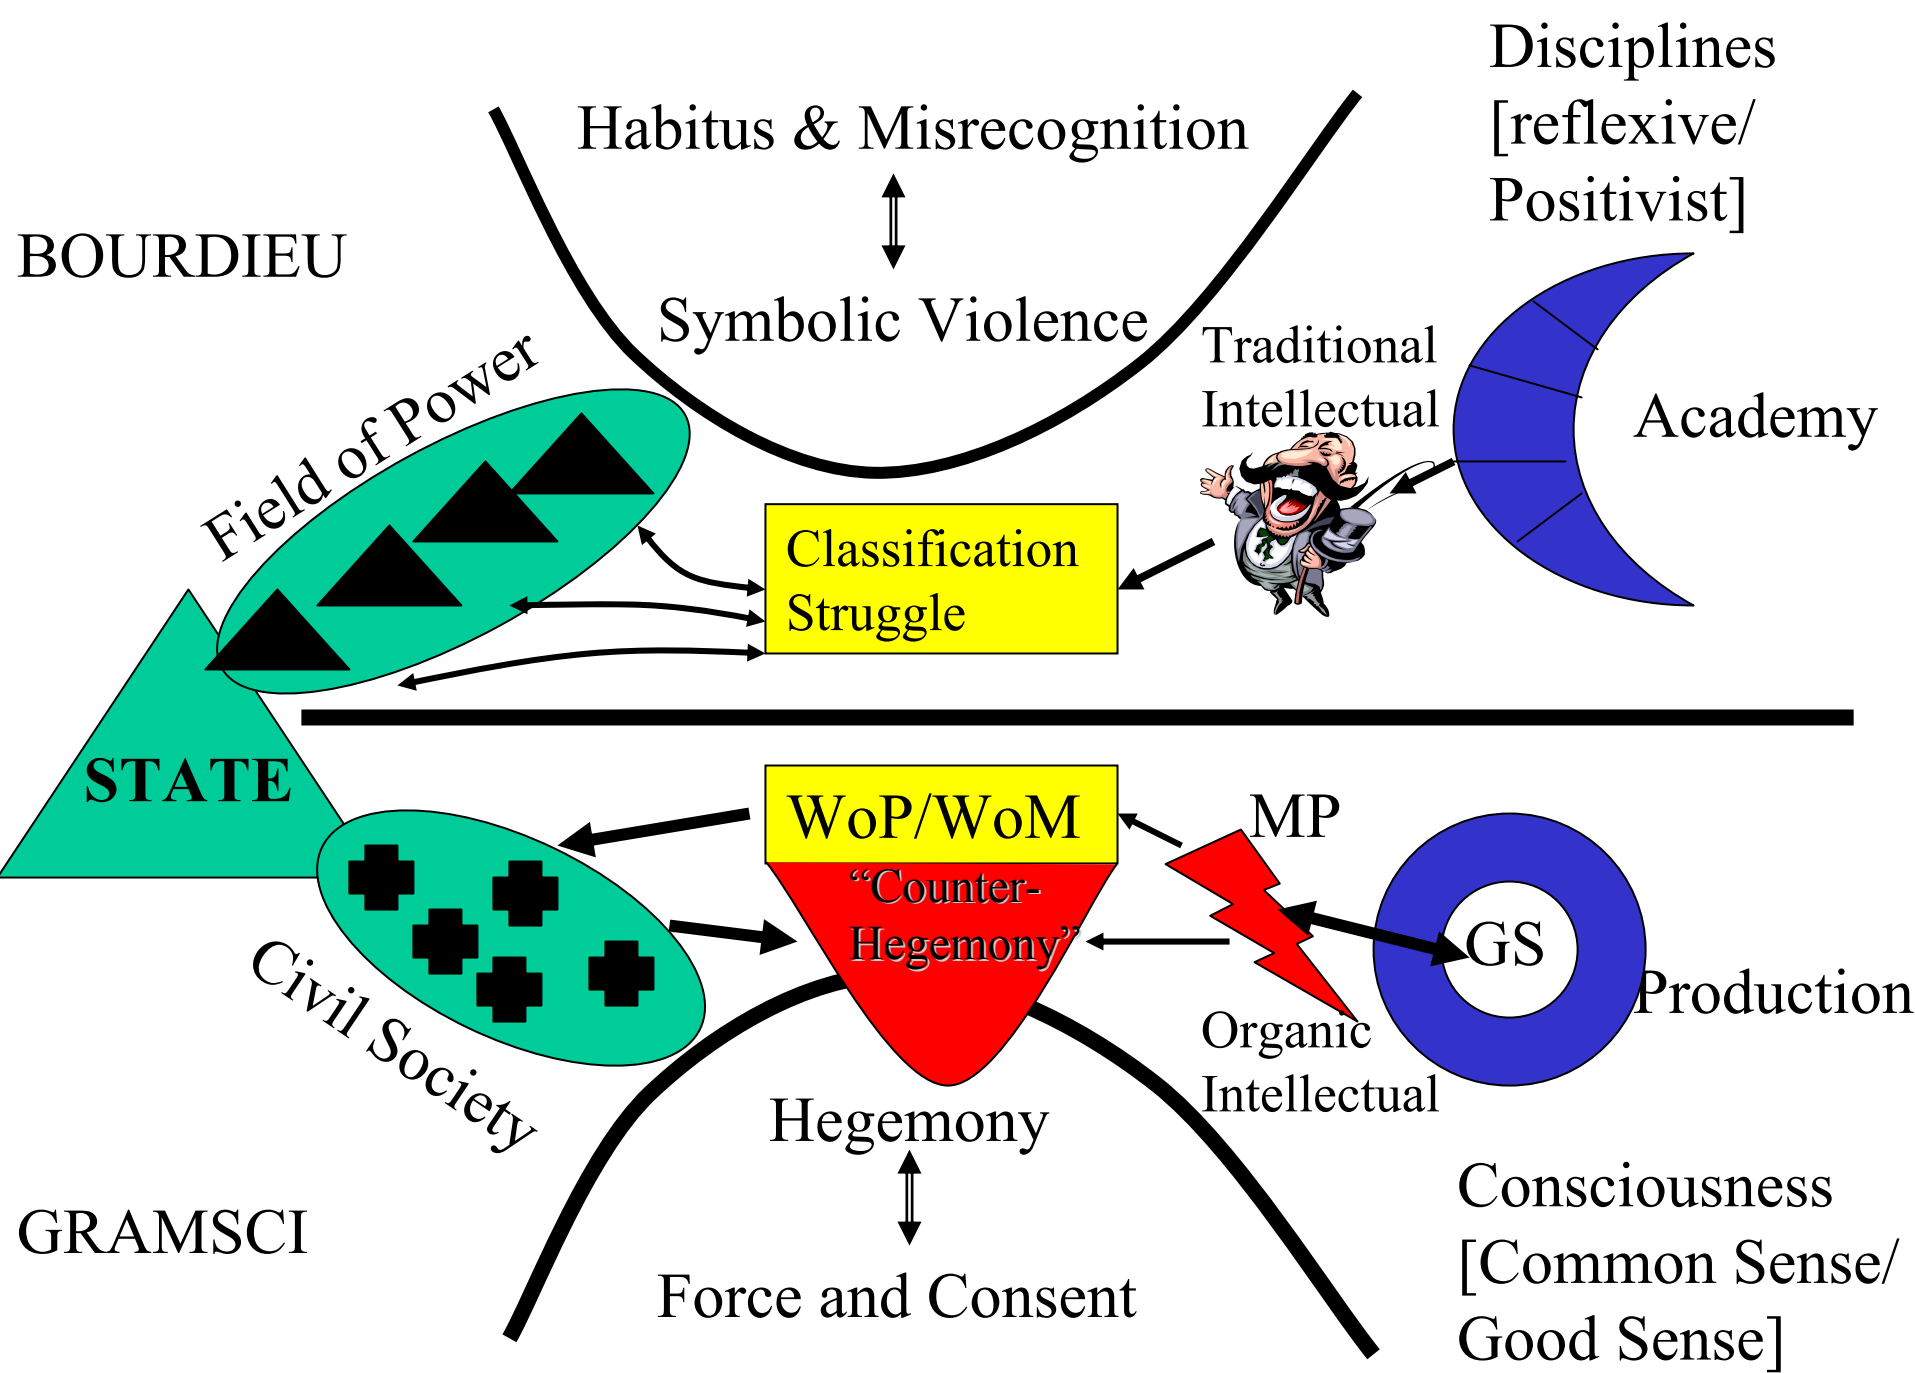 Disciplines
[reflexive/
Positivist]
Habitus & Misrecognition
BOURDIEU
Symbolic Violence
Traditional
Intellectual
Field of Power
Academy
Classification
Struggle
STATE
WoP/WoM
MP
“Counter-
Hegemony”
GS
Production
Civil Society
Organic
Intellectual
Hegemony
GRAMSCI
Force and Consent
Consciousness
[Common Sense/
Good Sense]